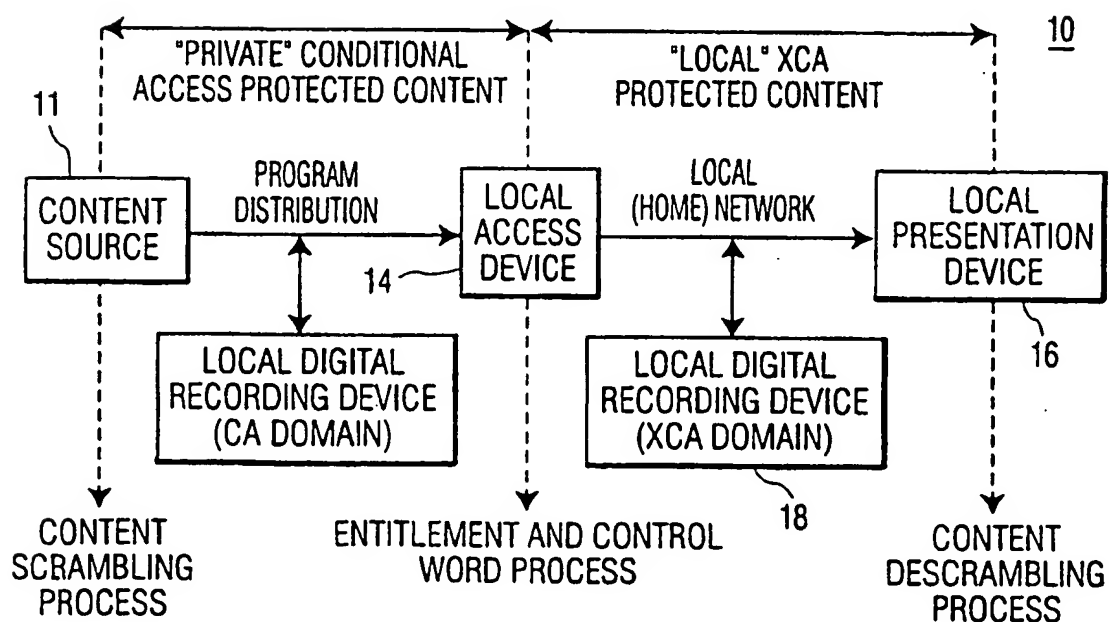 10
"PRIVATE" CONDITIONAL
ACCESS PROTECTED CONTENT
"LOCAL" XCA
PROTECTED CONTENT
11
CONTENT
SOURCE
PROGRAM
DISTRIBUTION
LOCAL
ACCESS
DEVICE
14
LOCAL
(HOME) NETWORK
LOCAL
PRESENTATION
DEVICE
16
LOCAL DIGITAL
RECORDING DEVICE
(CA DOMAIN)
LOCAL DIGITAL
RECORDING DEVICE
(XCA DOMAIN)
18
CONTENT
SCRAMBLING
PROCESS
ENTITLEMENT AND CONTROL
WORD PROCESS
CONTENT
DESCRAMBLING
PROCESS